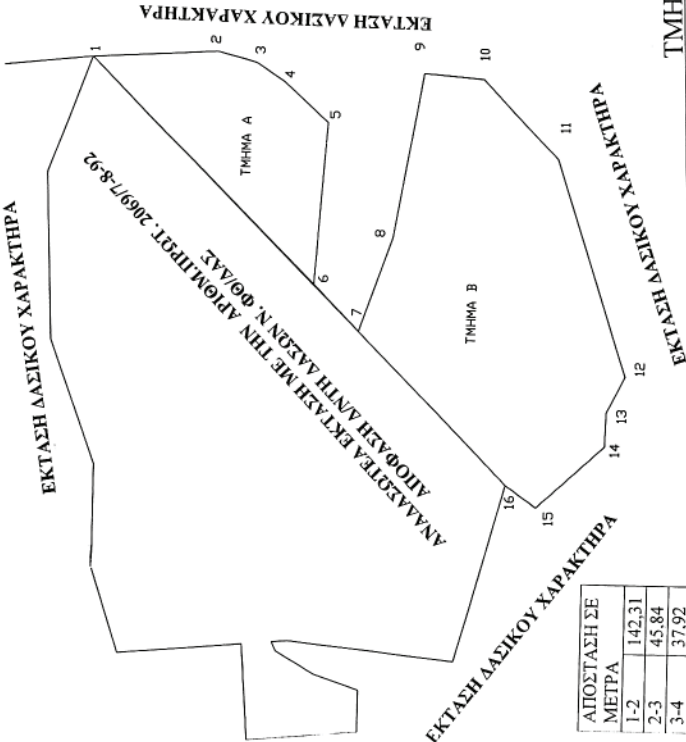 ΕΚΤΑΣΗ ΔΑΣΙΚΟΥ ΧΑΡΑΚΤΗΡΑ
ΕΚΤΑΣΗ ΔΑΣΙΚΟΥ ΧΑΡΑΚΤΗΡΑ
1
2
3
4
5
ΤΜΗΜΑ Α
6
7
8
9
10
11
ΤΜΗΜΑ Β
12
13
14
15
16
ΑΝΑΔΑΣΩΤΕΑ ΕΚΤΑΣΗ ΜΕ ΤΗΝ ΑΡΙΘΜ.ΠΡΩΤ. 2069/7-8-92
ΑΠΟΦΑΣΗ Δ/ΝΤΗ ΔΑΣΩΝ Ν. ΦΘ/ΔΑΣ
ΕΚΤΑΣΗ ΔΑΣΙΚΟΥ ΧΑΡΑΚΤΗΡΑ
ΕΚΤΑΣΗ ΔΑΣΙΚΟΥ ΧΑΡΑΚΤΗΡΑ
ΤΜΗ
ΑΠΟΣΤΑΣΗ ΣΕ
ΜΕΤΡΑ
1-2 142,31
2-3 45,84
3-4 37,92